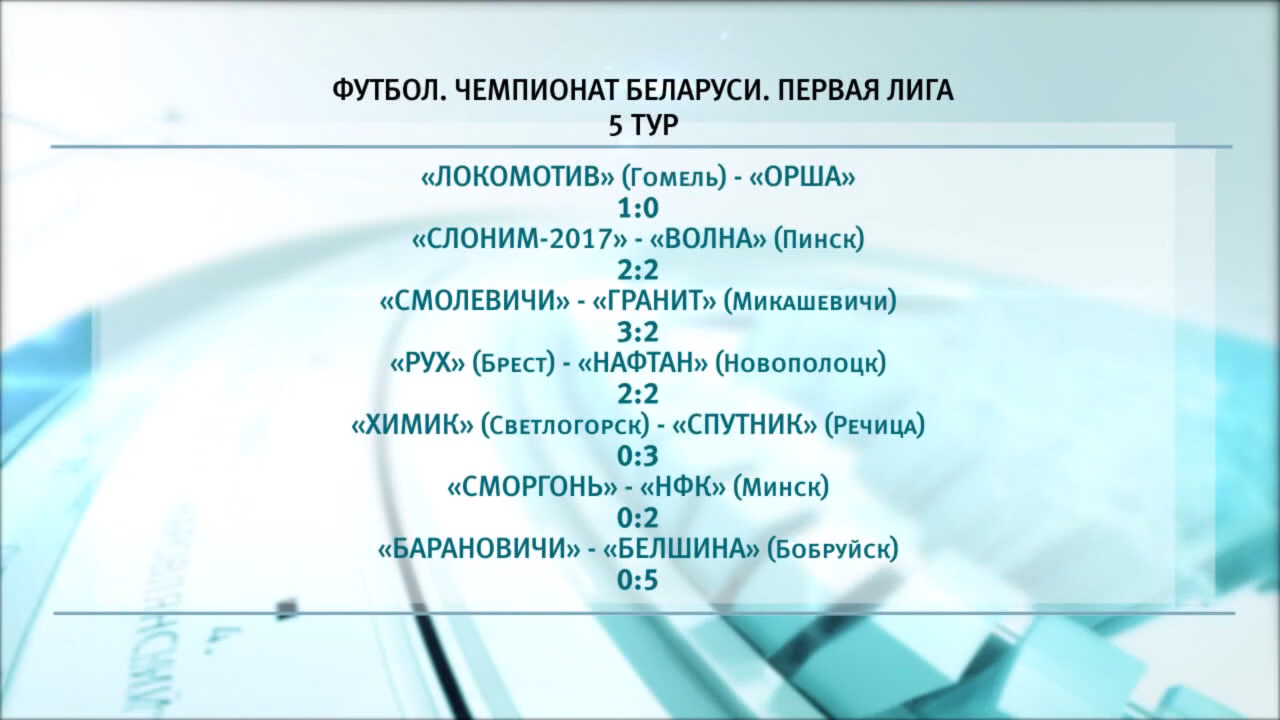 ФУТБОЛ. ЧЕМПИОНАТ БЕЛАРУСИ. ПЕРВАЯ ЛИГА
5 ТУР
«ЛОКОМОТИВ» (Гомель) - «ОРША»
1:0
«СЛОНИМ-2017» - «ВОЛНА» (Пинск)
2:2
«СМОЛЕВИЧИ» - «ГРАНИТ» (Микашевичи)
3:2
«РУХ» (Брест) - «НАФТАН» (Новополоцк)
2:2
«ХИМИК» (Светлогорск) - «СПУТНИК» (Речица)
0:3
«СМОРГОНЬ» - «НФК» (Минск)
0:2
«БАРАНОВИЧИ» - «БЕЛШИНА» (Бобруйск)
0:5